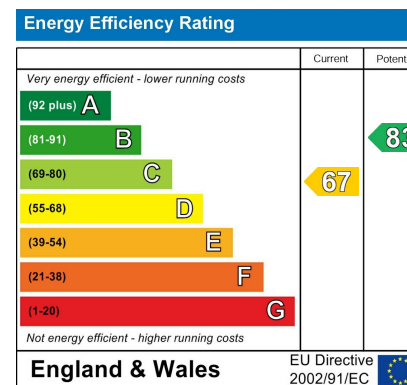 Energy Efficiency Rating
Current Potent
Very energy efficient - lower running costs
(92 plus) A
(81-91) B
83
(69-80) C
67
(55-68) D
(39-54) E
(21-38) F
(1-20) G
Not energy efficient - higher running costs
England & Wales
EU Directive
2002/91/EC